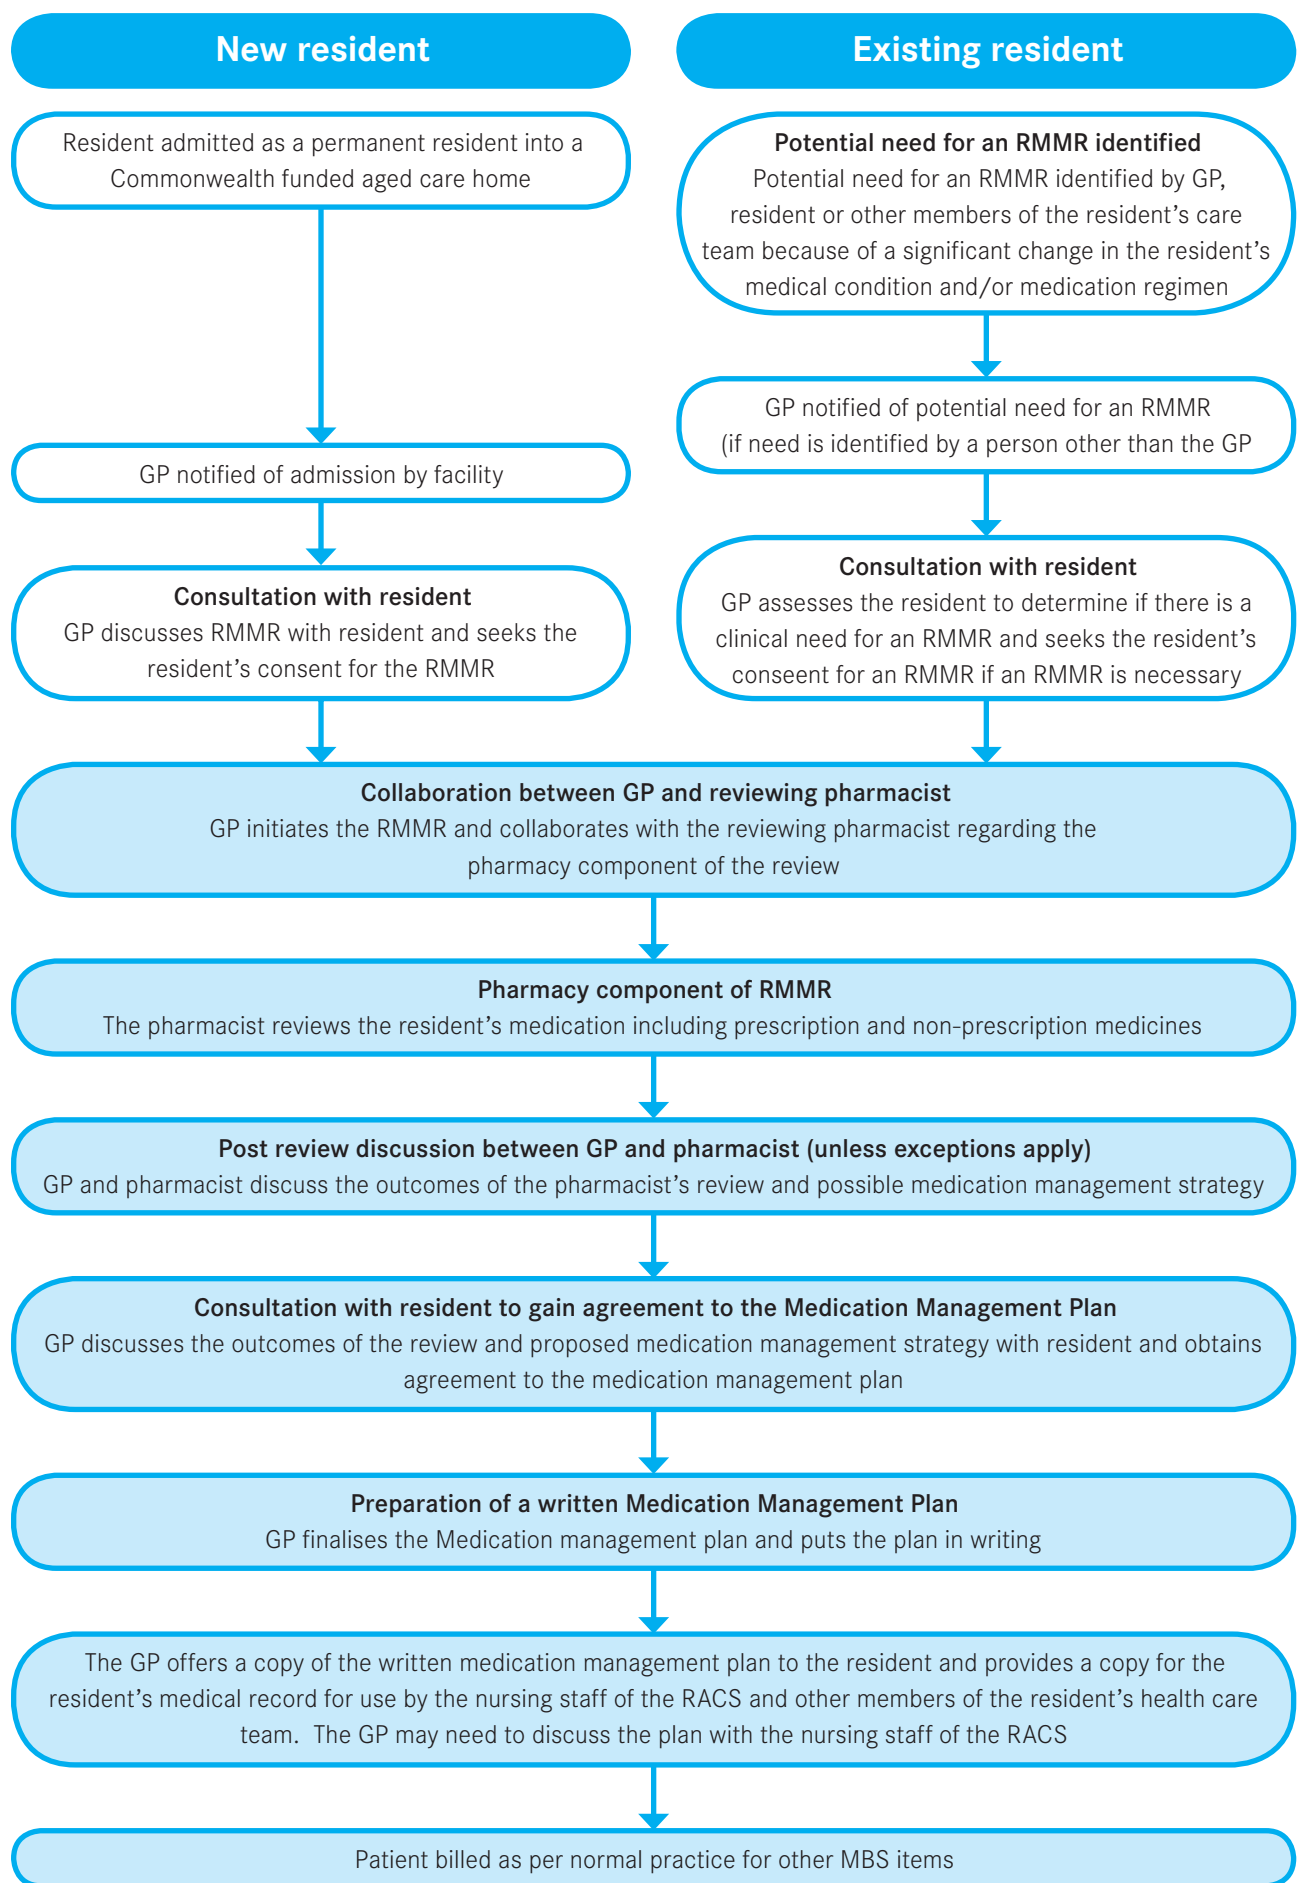 New resident
Resident admitted as a permanent resident into a
Commonwealth funded aged care home
GP notified of admission by facility
Consultation with resident
GP discusses RMMR with resident and seeks the
resident's consent for the RMMR
Existing resident
Potential need for an RMMR identified
Potential need for an RMMR identified by GP,
resident or other members of the resident's care
team because of a significant change in the resident's
medical condition and/or medication regimen
GP notified of potential need for an RMMR
(if need is identified by a person other than the GP
Consultation with resident
GP assesses the resident to determine if there is a
clinical need for an RMMR and seeks the resident's
conseent for an RMMR if an RMMR is necessary
Collaboration between GP and reviewing pharmacist
GP initiates the RMMR and collaborates with the reviewing pharmacist regarding the
pharmacy component of the review
Pharmacy component of RMMR
The pharmacist reviews the resident's medication including prescription and non-prescription medicines
Post review discussion between GP and pharmacist (unless exceptions apply)
GP and pharmacist discuss the outcomes of the pharmacist's review and possible medication management strategy
Consultation with resident to gain agreement to the Medication Management Plan
GP discusses the outcomes of the review and proposed medication management strategy with resident and obtains
agreement to the medication management plan
Preparation of a written Medication Management Plan
GP finalises the Medication management plan and puts the plan in writing
The GP offers a copy of the written medication management plan to the resident and provides a copy for the
resident's medical record for use by the nursing staff of the RACS and other members of the resident's health care
team.  The GP may need to discuss the plan with the nursing staff of the RACS
Patient billed as per normal practice for other MBS items